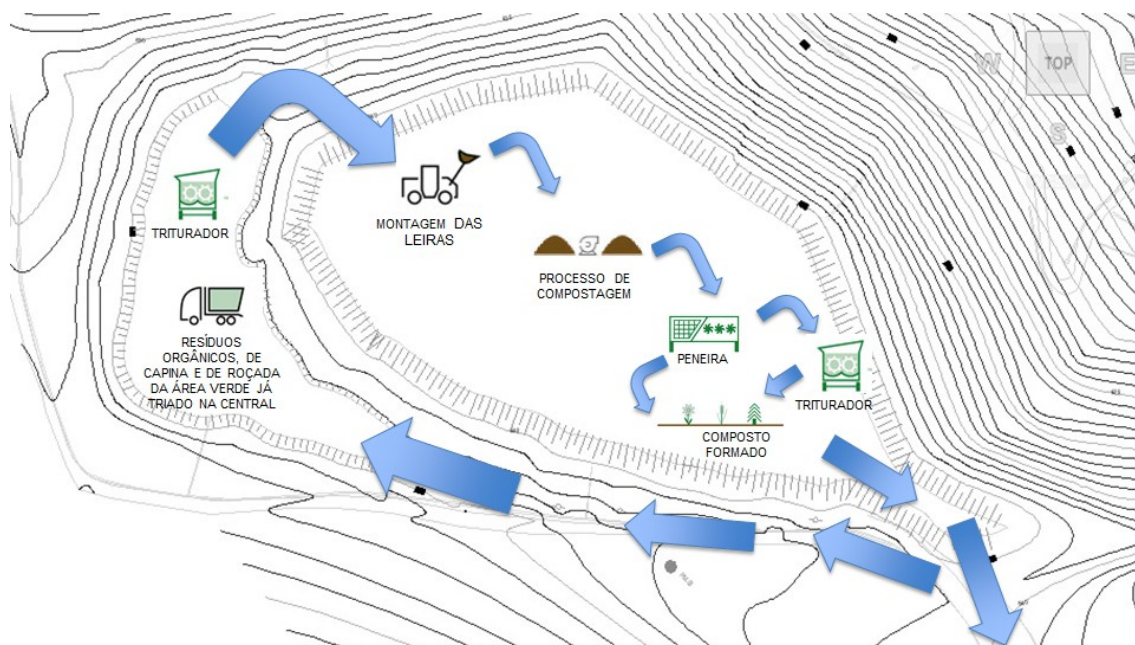 W
TOP
E
S
TRITURADOR
MONTAGEM DAS
LEIRAS
PROCESSO DE
COMPOSTAGEM
RESÍDUOS
ORGÂNICOS, DE
CAPINA E DE ROÇADA
DA ÁREA VERDE JÁ
TRIADO NA CENTRAL
PENEIRA
TRITURADOR
COMPOSTO
FORMADO